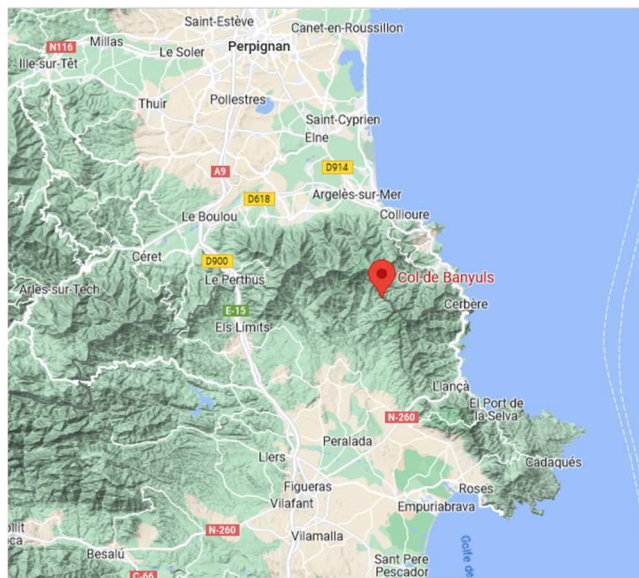 Saint-Estève
Canet-en-Roussillon
N116
Millas
Le Soler
Perpignan
Ille-sur-Têt
Thuir
Pollestres
Saint-Cyprien
Elne
A9
D914
D618
Argelès-sur-Mer
Le Boulou
Collioure
Céret
D900
Le Perthus
Col de Banyuls
Arles-sur-Tech
Cerbère
E-15
Els Límits
Llançà
El Port de
la Selva
N-260
Peralada
Cadaqués
Llers
Figueras
Roses
Vilafant
Empuriabrava
N-260
Vilamalla
Besalú
Sant Pere
Pescador
C-66
Golfe de